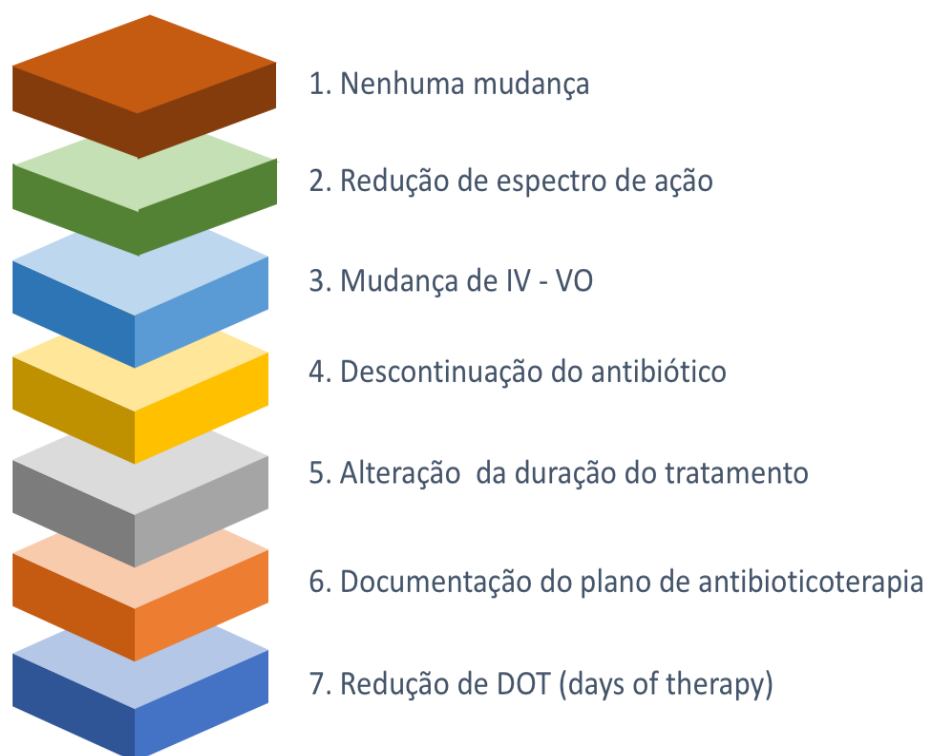 1. Nenhuma mudança
2. Redução de espectro de ação
3. Mudança de IV - VO
4. Descontinuação do antibiótico
5. Alteração  da duração do tratamento
6. Documentação do plano de antibioticoterapia
7. Redução de DOT (days of therapy)